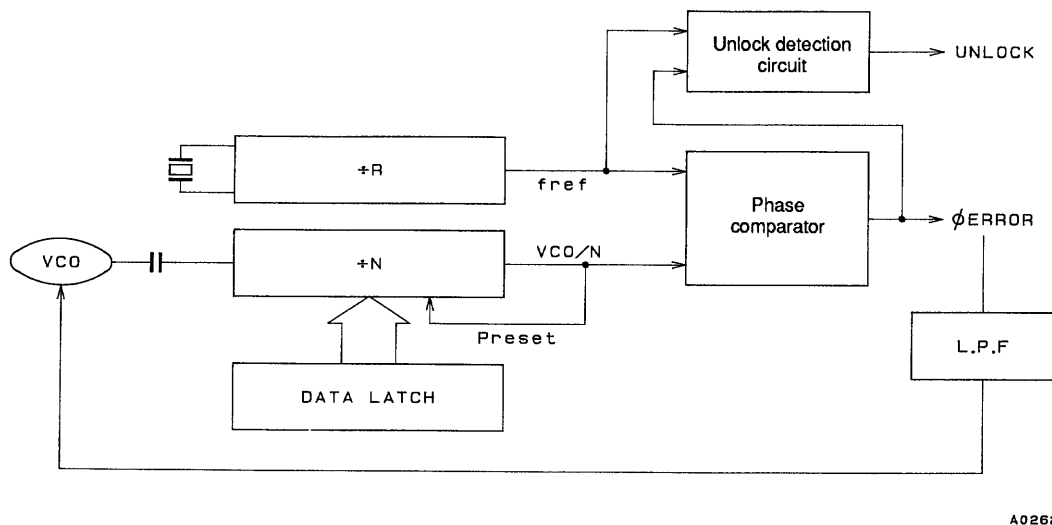 Unlock detection
circuit
UNLOCK
÷R
fref
Phase
comparator
φERROR
VCO
÷N
VCO/N
Preset
L.P.F
DATA LATCH